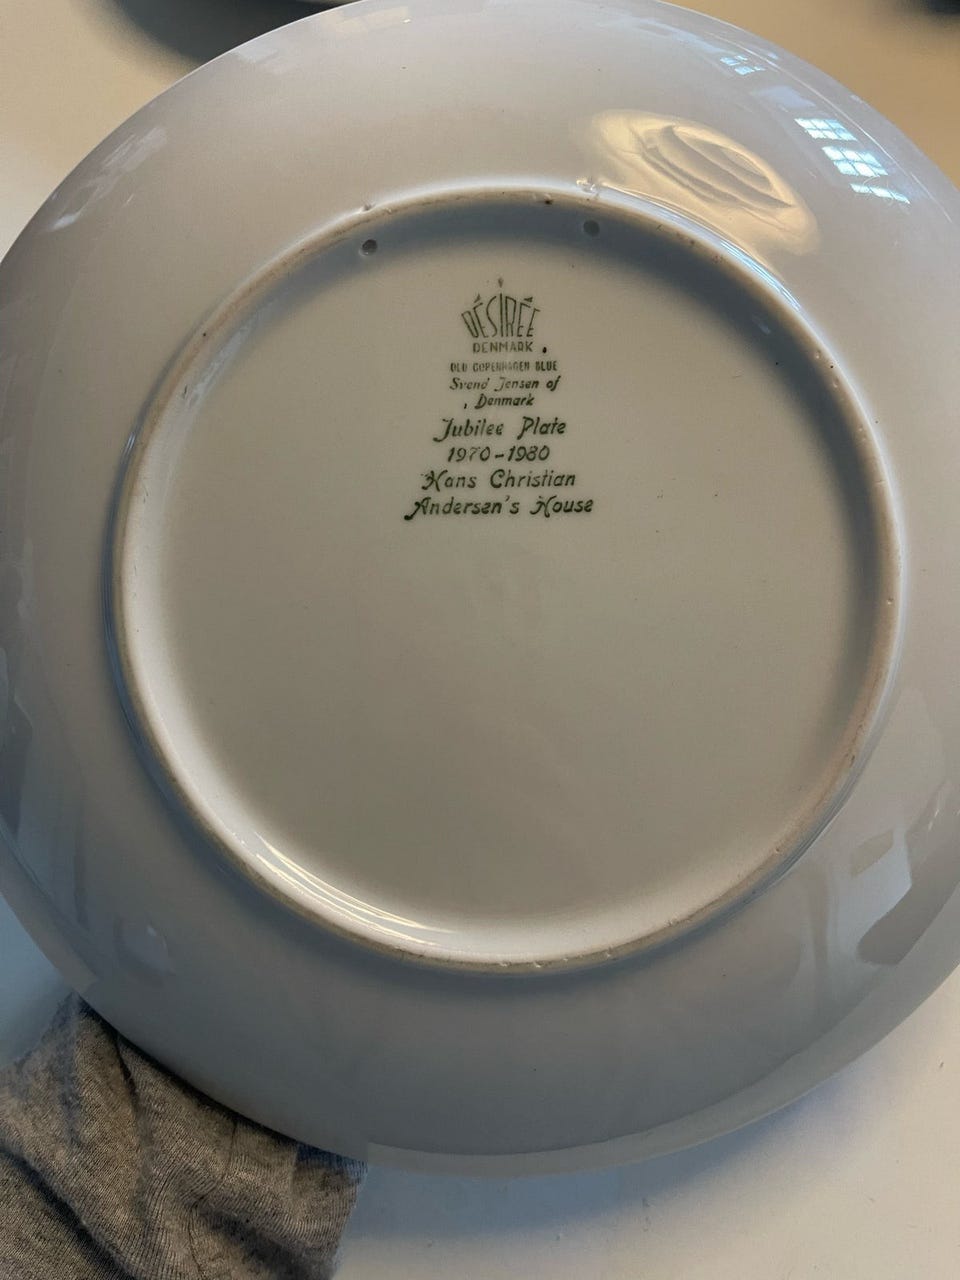 DÉSIRÉE
DENMARK
OLD COPENHAGEN BLUE
Svend Jensen of
Denmark
Jubilee Plate
1970-1980
Hans Christian
Andersen's House